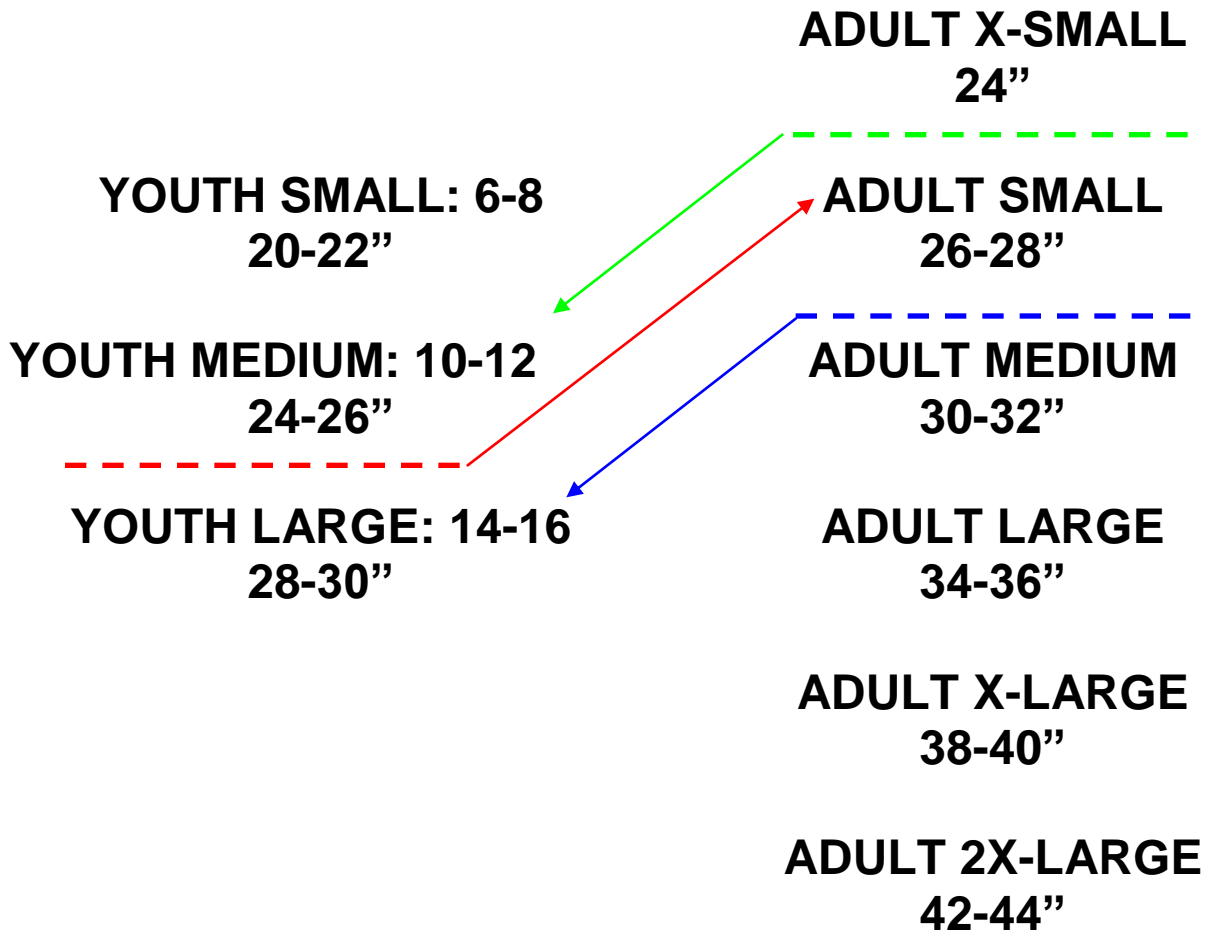 YOUTH SMALL: 6-8
20-22”
YOUTH MEDIUM: 10-12
24-26”
YOUTH LARGE: 14-16
28-30”
ADULT X-SMALL
24”
ADULT SMALL
26-28”
ADULT MEDIUM
30-32”
ADULT LARGE
34-36”
ADULT X-LARGE
38-40”
ADULT 2X-LARGE
42-44”